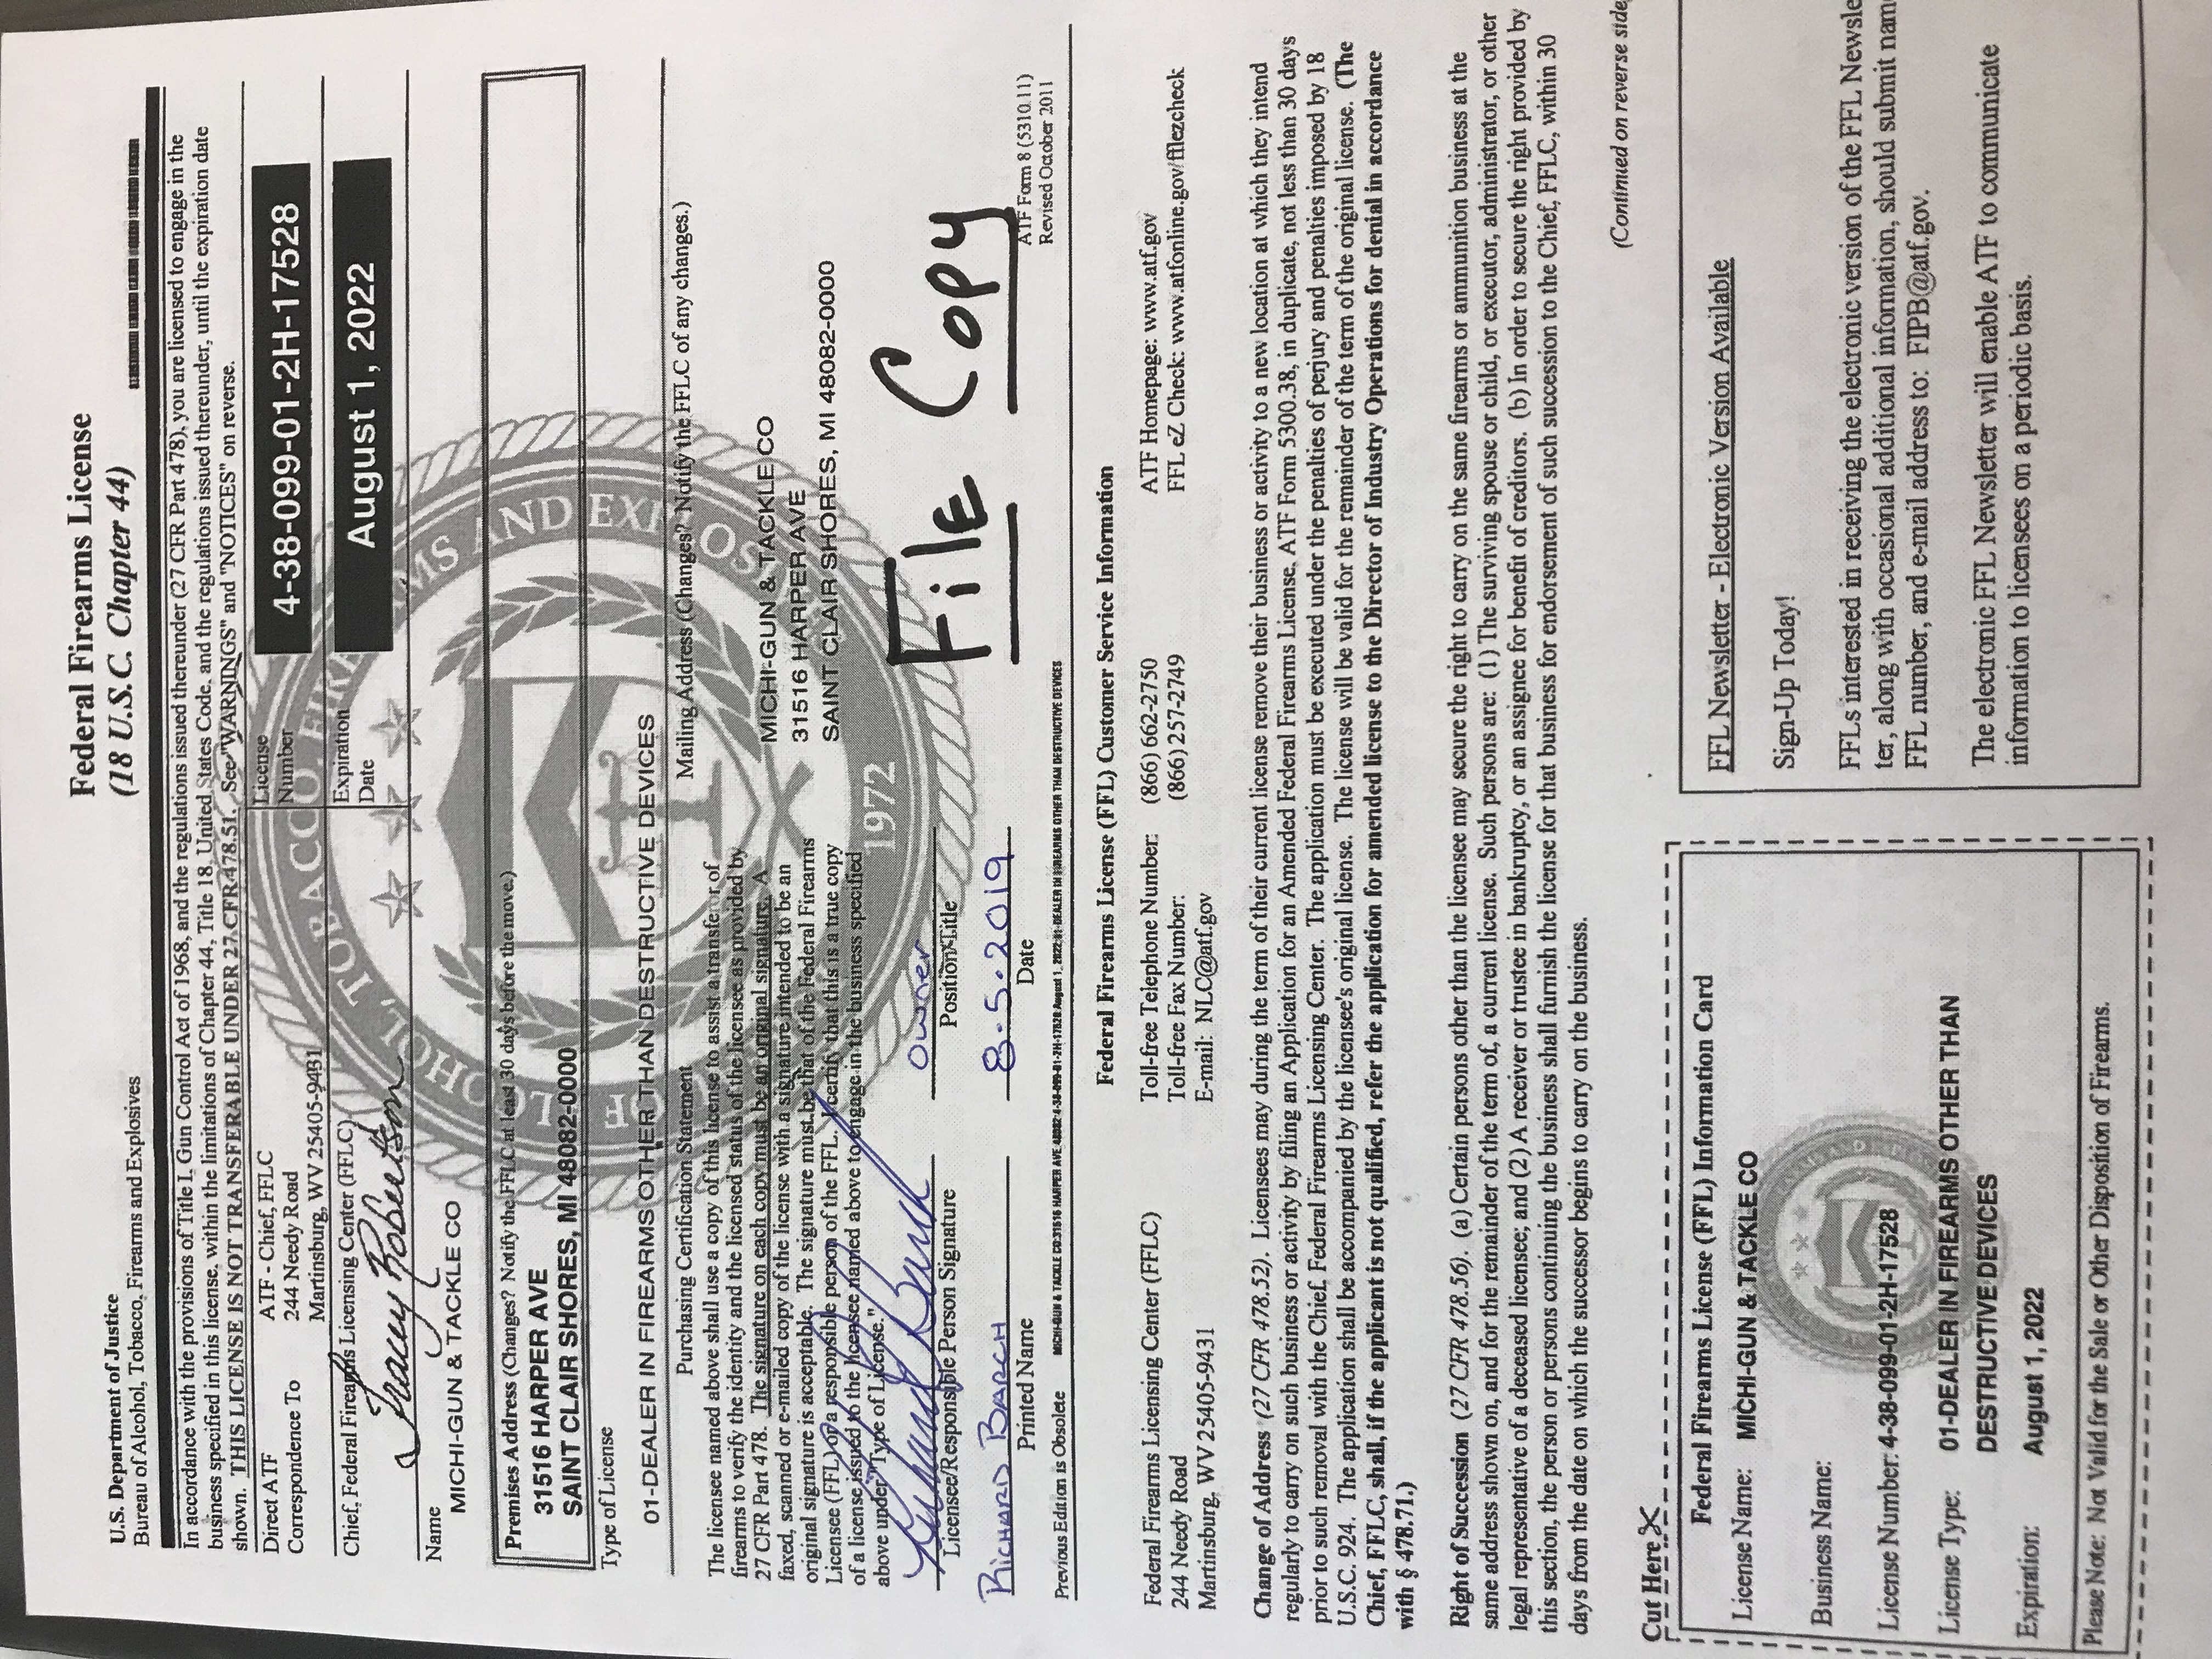 Federal Firearms License
(18 U.S.C. Chapter 44)
U.S. Department of Justice
Bureau of Alcohol, Tobacco, Firearms and Explosives
In accordance with the provisions of Title I, Gun Control Act of 1968, and the regulations issued thereunder (27 CFR Part 478), you are licensed to engage in the
business specified in this license, within the limitations of Chapter 44, Title 18, United States Code, and the regulations issued thereunder, until the expiration date
shown. THIS LICENSE IS NOT TRANSFERABLE UNDER 27 CFR 478.51. See "WARNINGS" and "NOTICES" on reverse.
Direct ATF
Correspondence To
ATF - Chief, FFLC
244 Needy Road
Martinsburg, WV 25405-9431
License
Number
4-38-099-01-2H-17528
Chief, Federal Firearms Licensing Center (FFLC)
Tracey Robertson
Expiration
Date
August 1, 2022
Name
MICHI-GUN & TACKLE CO
Premises Address (Changes? Notify the FFLC at least 30 days before the move.)
31516 HARPER AVE
SAINT CLAIR SHORES, MI 48082-0000
Type of License
01-DEALER IN FIREARMS OTHER THAN DESTRUCTIVE DEVICES
Purchasing Certification Statement
The licensee named above shall use a copy of this license to assist a transferor of
firearms to verify the identity and the licensed status of the licensee as provided by
27 CFR Part 478. The signature on each copy must be an original signature. A
faxed, scanned or e-mailed copy of the license with a signature intended to be an
original signature is acceptable. The signature must be that of the Federal Firearms
Licensee (FFL) or a responsible person of the FFL. I certify that this is a true copy
of a license issued to the licensee named above to engage in the business specified
above under "Type of License."
Mailing Address (Changes? Notify the FFLC of any changes.)
MICHI-GUN & TACKLE CO
31516 HARPER AVE
SAINT CLAIR SHORES, MI 48082-0000
1972
Richard Barch
Licensee/Responsible Person Signature
Owner
Position/Title
RICHARD BARCH
Printed Name
8.5.2019
Date
File Copy
ATF Form 8 (5310.11)
Revised October 2011
Previous Edition is Obsolete
MICHI-GUN & TACKLE CO:31516 HARPER AVE:48082:4-38-099-01-2H-17528:August 1, 2022:01-DEALER IN FIREARMS OTHER THAN DESTRUCTIVE DEVICES
Federal Firearms License (FFL) Customer Service Information
Federal Firearms Licensing Center (FFLC)
244 Needy Road
Martinsburg, WV 25405-9431
Toll-free Telephone Number: (866) 662-2750
Toll-free Fax Number: (866) 257-2749
E-mail: NLC@atf.gov
ATF Homepage: www.atf.gov
FFL eZ Check: www.atfonline.gov/fflezcheck
Change of Address (27 CFR 478.52). Licensees may during the term of their current license remove their business or activity to a new location at which they intend
regularly to carry on such business or activity by filing an Application for an Amended Federal Firearms License, ATF Form 5300.38, in duplicate, not less than 30 days
prior to such removal with the Chief, Federal Firearms Licensing Center. The application must be executed under the penalties of perjury and penalties imposed by 18
U.S.C. 924. The application shall be accompanied by the licensee's original license. The license will be valid for the remainder of the term of the original license. (The
Chief, FFLC, shall, if the applicant is not qualified, refer the application for amended license to the Director of Industry Operations for denial in accordance
with § 478.71.)
Right of Succession (27 CFR 478.56). (a) Certain persons other than the licensee may secure the right to carry on the same firearms or ammunition business at the
same address shown on, and for the remainder of the term of, a current license. Such persons are: (1) The surviving spouse or child, or executor, administrator, or other
legal representative of a deceased licensee; and (2) A receiver or trustee in bankruptcy, or an assignee for benefit of creditors. (b) In order to secure the right provided by
this section, the person or persons continuing the business shall furnish the license for that business for endorsement of such succession to the Chief, FFLC, within 30
days from the date on which the successor begins to carry on the business.
(Continued on reverse side
Cut Here
Federal Firearms License (FFL) Information Card
License Name: MICHI-GUN & TACKLE CO
Business Name:
License Number: 4-38-099-01-2H-17528
License Type: 01-DEALER IN FIREARMS OTHER THAN
DESTRUCTIVE DEVICES
Expiration: August 1, 2022
Please Note: Not Valid for the Sale or Other Disposition of Firearms.
FFL Newsletter - Electronic Version Available
Sign-Up Today!
FFLs interested in receiving the electronic version of the FFL Newsle
ter, along with occasional additional information, should submit nam
FFL number, and e-mail address to: FIPB@atf.gov.
The electronic FFL Newsletter will enable ATF to communicate
information to licensees on a periodic basis.